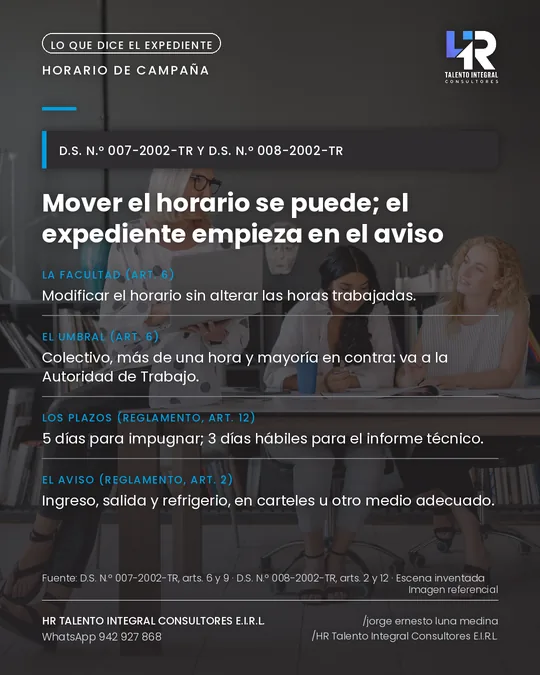 LO QUE DICE EL EXPEDIENTE
HORARIO DE CAMPAÑA
HR
TALENTO INTEGRAL
CONSULTORES
D.S. N.º 007-2002-TR Y D.S. N.º 008-2002-TR
Mover el horario se puede; el
expediente empieza en el aviso
LA FACULTAD (ART. 6)
Modificar el horario sin alterar las horas trabajadas.
EL UMBRAL (ART. 6)
Colectivo, más de una hora y mayoría en contra: va a la
Autoridad de Trabajo.
LOS PLAZOS (REGLAMENTO, ART. 12)
5 días para impugnar; 3 días hábiles para el informe técnico.
EL AVISO (REGLAMENTO, ART. 2)
Ingreso, salida y refrigerio, en carteles u otro medio adecuado.
Fuente: D.S. N.º 007-2002-TR, arts. 6 y 9 · D.S. N.º 008-2002-TR, arts. 2 y 12 · Escena inventada
Imagen referencial
HR TALENTO INTEGRAL CONSULTORES E.I.R.L.
WhatsApp 942 927 868
/jorge ernesto luna medina
/HR Talento Integral Consultores E.I.R.L.